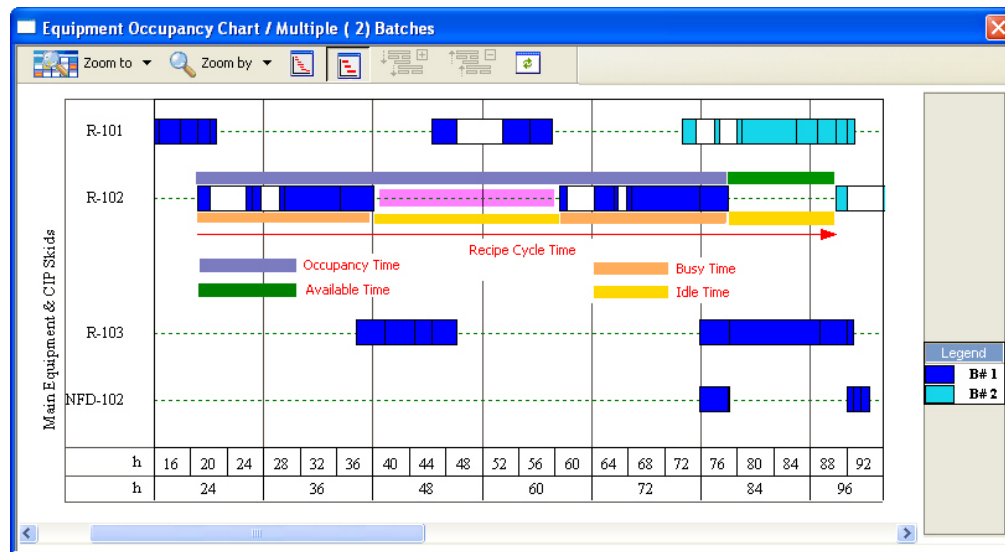 Equipment Occupancy Chart / Multiple ( 2) Batches
Zoom to Zoom by
Main Equipment & CIP Skids
R-101
R-102
Recipe Cycle Time
Occupancy Time Busy Time
Available Time Idle Time
R-103
NFD-102
Legend
B# 1
B# 2
h 16 20 24 28 32 36 40 44 48 52 56 60 64 68 72 76 80 84 88 92
h 24 36 48 60 72 84 96